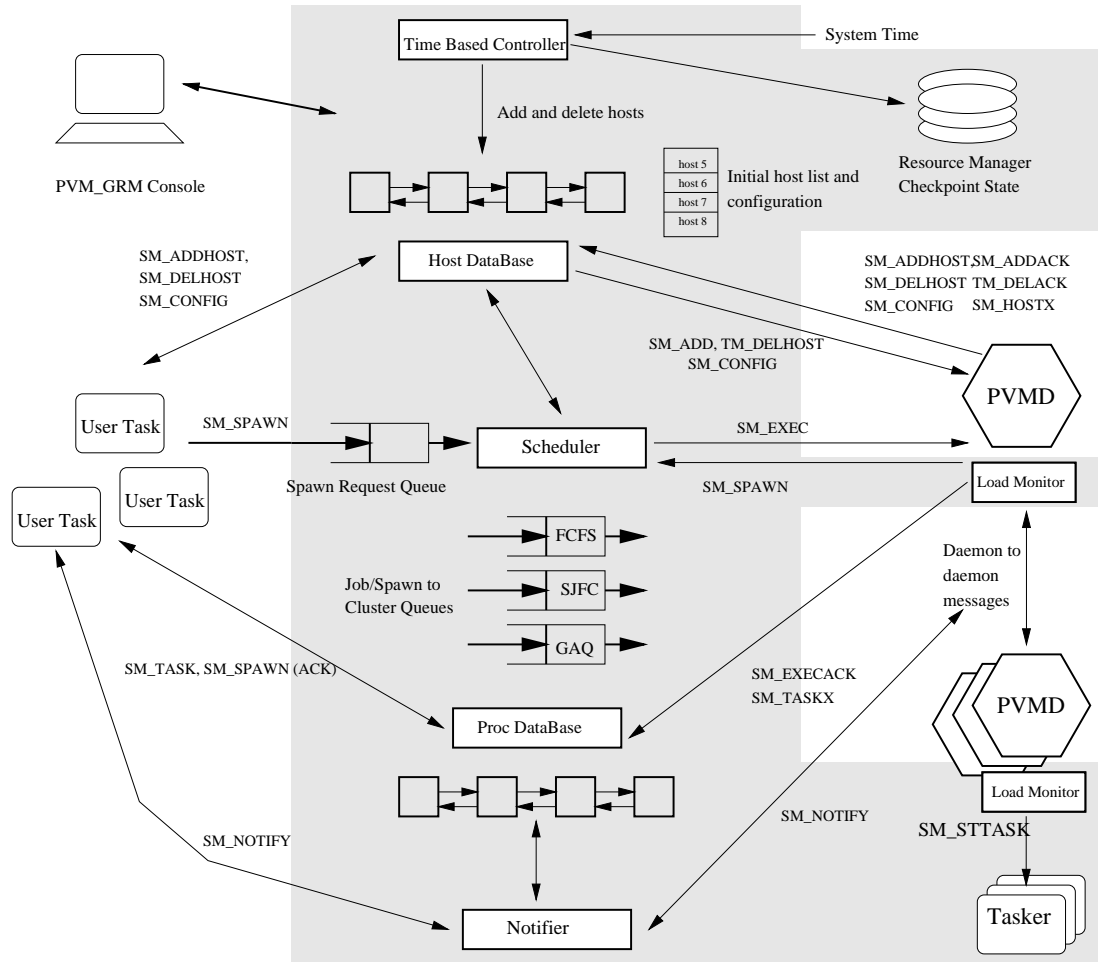 Time Based Controller
System Time
Add and delete hosts
PVM_GRM Console
host 5
host 6
host 7
host 8
Initial host list and
configuration
Resource Manager
Checkpoint State
SM_ADDHOST,
SM_DELHOST
SM_CONFIG
Host DataBase
SM_ADDHOST,SM_ADDACK
SM_DELHOST TM_DELACK
SM_CONFIG SM_HOSTX
SM_ADD, TM_DELHOST
SM_CONFIG
PVMD
User Task
SM_SPAWN
Scheduler
SM_EXEC
Spawn Request Queue
SM_SPAWN
Load Monitor
User Task
User Task
FCFS
Daemon to
daemon
messages
Job/Spawn to
Cluster Queues
SJFC
GAQ
SM_TASK, SM_SPAWN (ACK)
SM_EXECACK
SM_TASKX
PVMD
Proc DataBase
Load Monitor
SM_NOTIFY
SM_NOTIFY
SM_STTASK
Notifier
Tasker